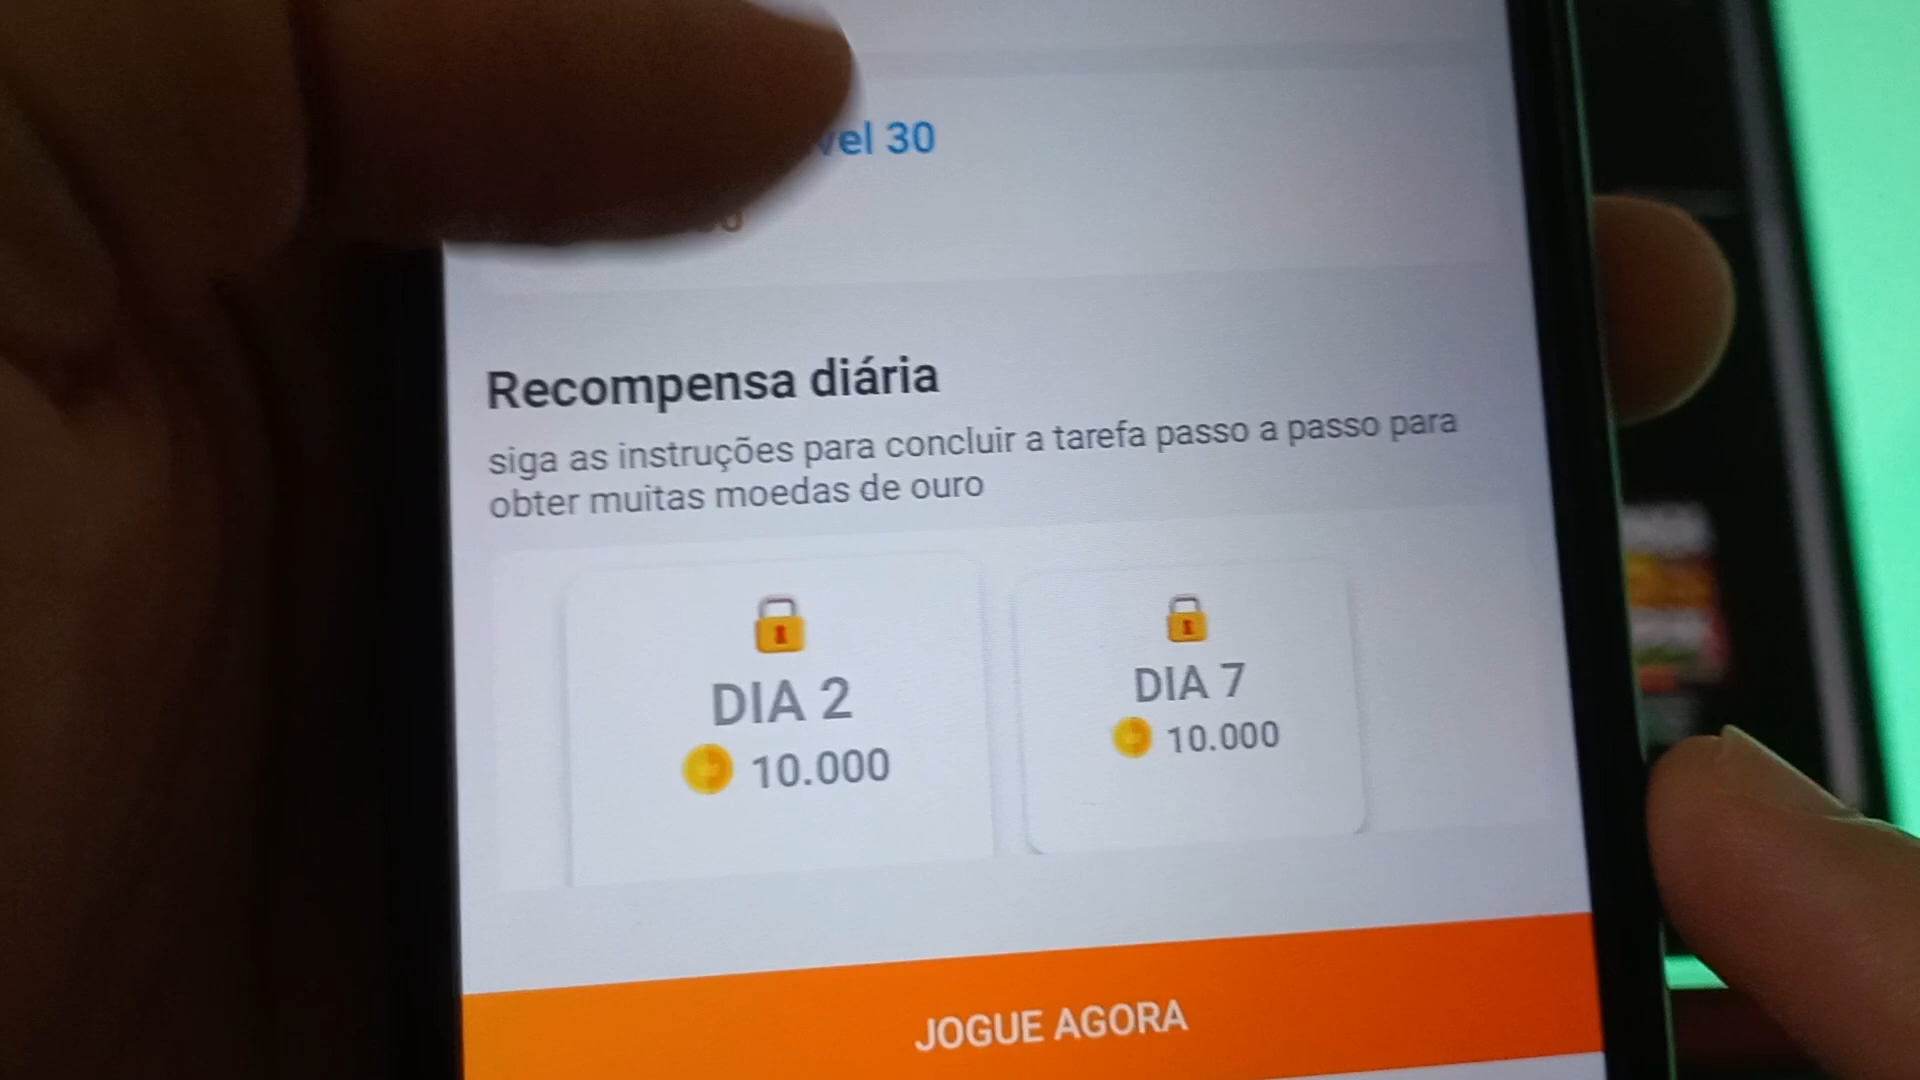 30
Recompensa diária
siga as instruções para concluir a tarefa passo a passo para
obter muitas moedas de ouro
DIA 2
10.000
DIA 7
10.000
JOGUE AGORA